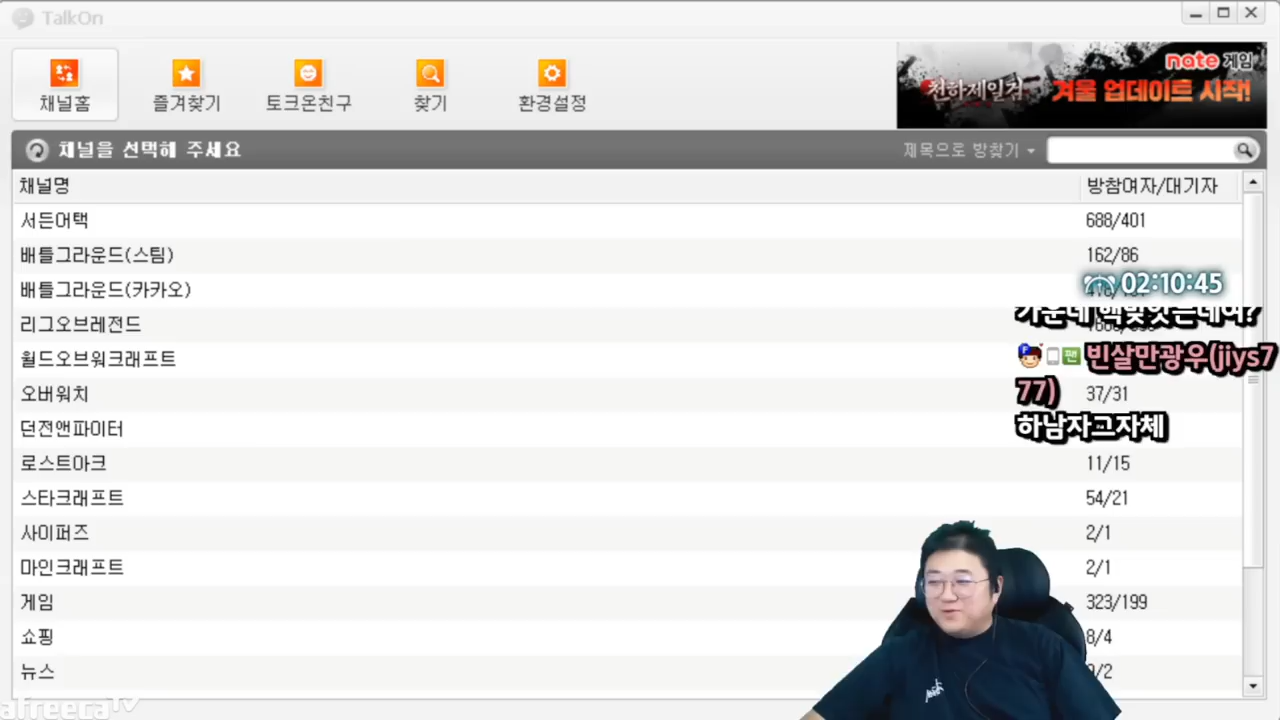 TalkOn
채널홈
즐겨찾기
토크온친구
찾기
환경설정
nate 게임
천하제일검
겨울 업데이트 시작!
채널을 선택해 주세요
제목으로 방찾기
채널명
방참여자/대기자
서든어택
688/401
배틀그라운드(스팀)
162/86
02:10:45
배틀그라운드(카카오)
가운데
리그오브레전드
월드오브워크래프트
팬 빈살만광우(jiys7
77)
오버워치
37/31
하남자그자체
던전앤파이터
로스트아크
11/15
스타크래프트
54/21
사이퍼즈
2/1
마인크래프트
2/1
게임
323/199
쇼핑
8/4
뉴스
/2
afreecaTV